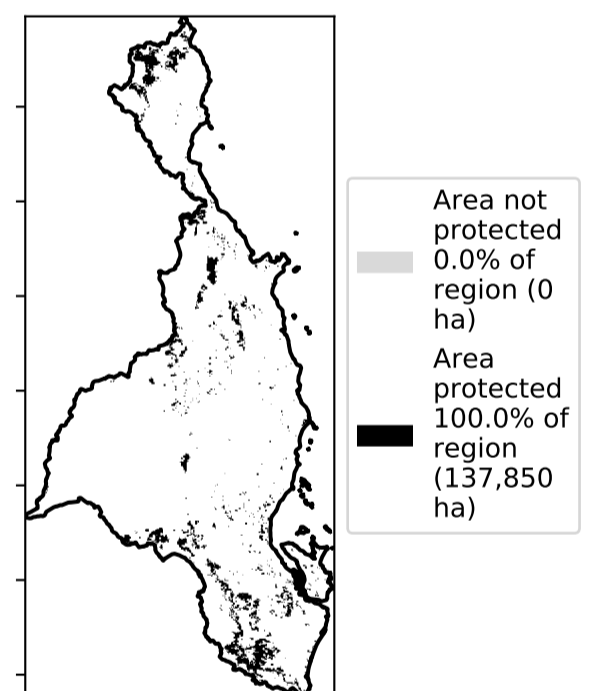 Area not
protected
0.0% of
region (0
ha)
Area
protected
100.0% of
region
(137,850
ha)